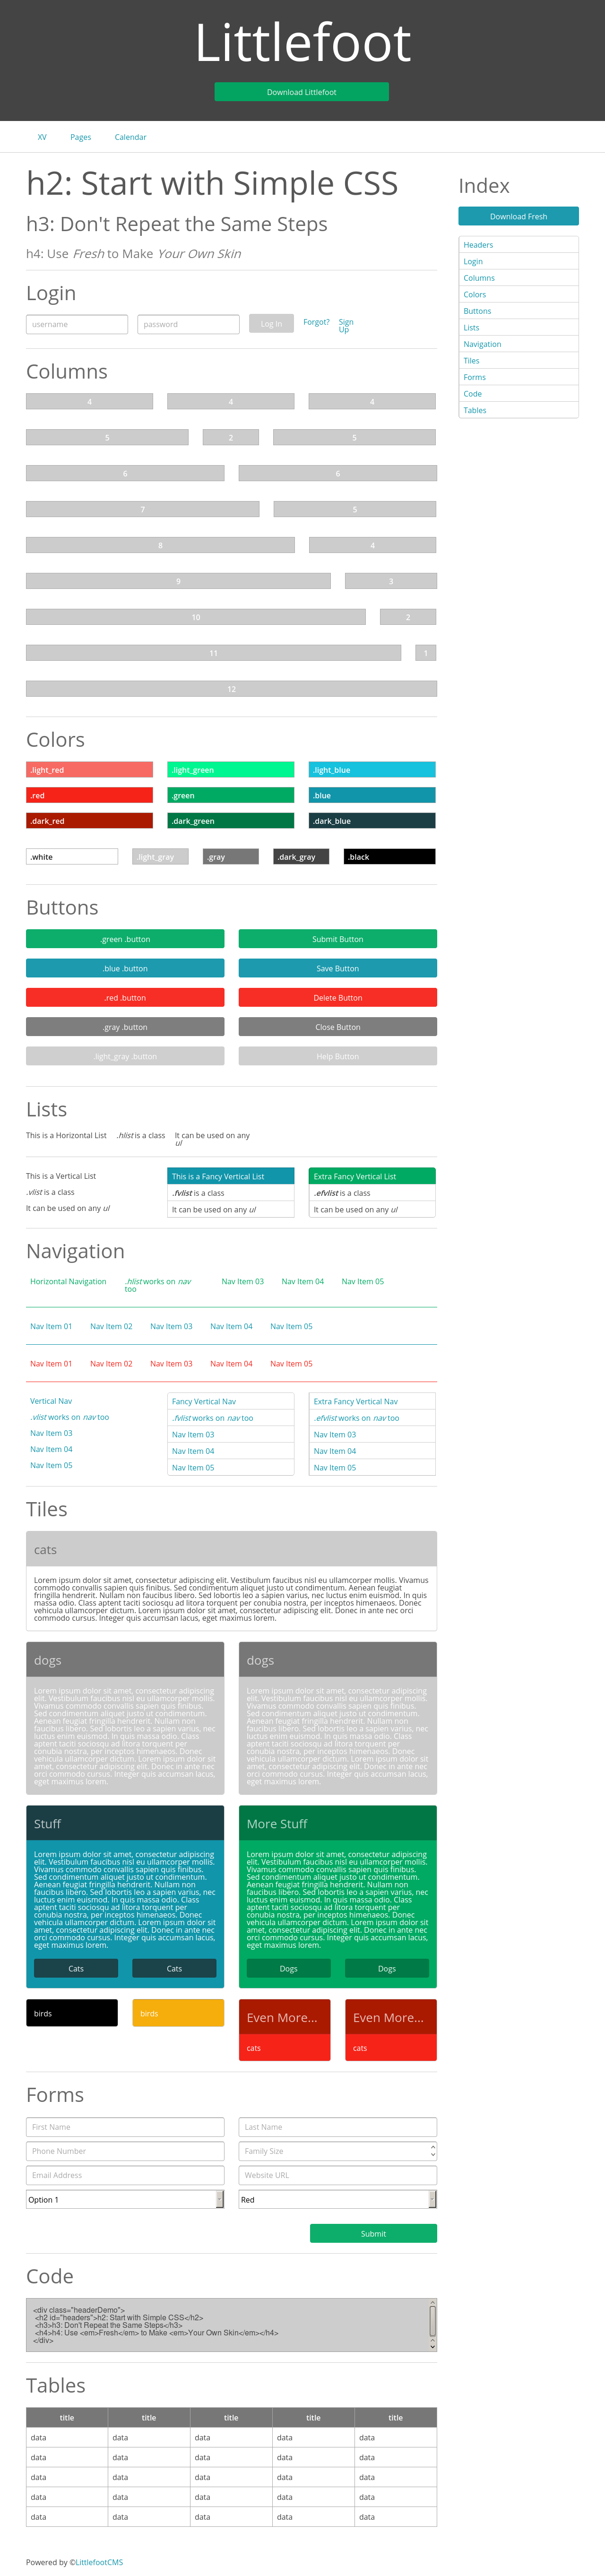 Littlefoot
Download Littlefoot
XV Pages Calendar
h2: Start with Simple CSS
h3: Don't Repeat the Same Steps
h4: Use Fresh to Make Your Own Skin
Login
username password Log In Forgot? Sign
Up
Columns
4 4 4
5 2 5
6 6
7 5
8 4
9 3
10 2
11 1
12
Colors
.light_red .light_green .light_blue
.red .green .blue
.dark_red .dark_green .dark_blue
.white .light_gray .gray .dark_gray .black
Buttons
.green .button Submit Button
.blue .button Save Button
.red .button Delete Button
.gray .button Close Button
.light_gray .button Help Button
Lists
This is a Horizontal List .hlist is a class It can be used on any
ul
This is a Vertical List
.vlist is a class
It can be used on any ul
This is a Fancy Vertical List
.fvlist is a class
It can be used on any ul
Extra Fancy Vertical List
.efvlist is a class
It can be used on any ul
Navigation
Horizontal Navigation .hlist works on nav Nav Item 03 Nav Item 04 Nav Item 05
too
Nav Item 01 Nav Item 02 Nav Item 03 Nav Item 04 Nav Item 05
Nav Item 01 Nav Item 02 Nav Item 03 Nav Item 04 Nav Item 05
Vertical Nav
.vlist works on nav too
Nav Item 03
Nav Item 04
Nav Item 05
Fancy Vertical Nav
.fvlist works on nav too
Nav Item 03
Nav Item 04
Nav Item 05
Extra Fancy Vertical Nav
.efvlist works on nav too
Nav Item 03
Nav Item 04
Nav Item 05
Tiles
cats
Lorem ipsum dolor sit amet, consectetur adipiscing elit. Vestibulum faucibus nisl eu ullamcorper mollis. Vivamus
commodo convallis sapien quis finibus. Sed condimentum aliquet justo ut condimentum. Aenean feugiat
fringilla hendrerit. Nullam non faucibus libero. Sed lobortis leo a sapien varius, nec luctus enim euismod. In quis
massa odio. Class aptent taciti sociosqu ad litora torquent per conubia nostra, per inceptos himenaeos. Donec
vehicula ullamcorper dictum. Lorem ipsum dolor sit amet, consectetur adipiscing elit. Donec in ante nec orci
commodo cursus. Integer quis accumsan lacus, eget maximus lorem.
dogs
Lorem ipsum dolor sit amet, consectetur adipiscing
elit. Vestibulum faucibus nisl eu ullamcorper mollis.
Vivamus commodo convallis sapien quis finibus.
Sed condimentum aliquet justo ut condimentum.
Aenean feugiat fringilla hendrerit. Nullam non
faucibus libero. Sed lobortis leo a sapien varius, nec
luctus enim euismod. In quis massa odio. Class
aptent taciti sociosqu ad litora torquent per
conubia nostra, per inceptos himenaeos. Donec
vehicula ullamcorper dictum. Lorem ipsum dolor sit
amet, consectetur adipiscing elit. Donec in ante nec
orci commodo cursus. Integer quis accumsan lacus,
eget maximus lorem.
dogs
Lorem ipsum dolor sit amet, consectetur adipiscing
elit. Vestibulum faucibus nisl eu ullamcorper mollis.
Vivamus commodo convallis sapien quis finibus.
Sed condimentum aliquet justo ut condimentum.
Aenean feugiat fringilla hendrerit. Nullam non
faucibus libero. Sed lobortis leo a sapien varius, nec
luctus enim euismod. In quis massa odio. Class
aptent taciti sociosqu ad litora torquent per
conubia nostra, per inceptos himenaeos. Donec
vehicula ullamcorper dictum. Lorem ipsum dolor sit
amet, consectetur adipiscing elit. Donec in ante nec
orci commodo cursus. Integer quis accumsan lacus,
eget maximus lorem.
Stuff
Lorem ipsum dolor sit amet, consectetur adipiscing
elit. Vestibulum faucibus nisl eu ullamcorper mollis.
Vivamus commodo convallis sapien quis finibus.
Sed condimentum aliquet justo ut condimentum.
Aenean feugiat fringilla hendrerit. Nullam non
faucibus libero. Sed lobortis leo a sapien varius, nec
luctus enim euismod. In quis massa odio. Class
aptent taciti sociosqu ad litora torquent per
conubia nostra, per inceptos himenaeos. Donec
vehicula ullamcorper dictum. Lorem ipsum dolor sit
amet, consectetur adipiscing elit. Donec in ante nec
orci commodo cursus. Integer quis accumsan lacus,
eget maximus lorem.
Cats Cats
More Stuff
Lorem ipsum dolor sit amet, consectetur adipiscing
elit. Vestibulum faucibus nisl eu ullamcorper mollis.
Vivamus commodo convallis sapien quis finibus.
Sed condimentum aliquet justo ut condimentum.
Aenean feugiat fringilla hendrerit. Nullam non
faucibus libero. Sed lobortis leo a sapien varius, nec
luctus enim euismod. In quis massa odio. Class
aptent taciti sociosqu ad litora torquent per
conubia nostra, per inceptos himenaeos. Donec
vehicula ullamcorper dictum. Lorem ipsum dolor sit
amet, consectetur adipiscing elit. Donec in ante nec
orci commodo cursus. Integer quis accumsan lacus,
eget maximus lorem.
Dogs Dogs
birds birds
Even More... Even More...
cats cats
Forms
First Name Last Name
Phone Number Family Size
Email Address Website URL
Option 1 Red
Submit
Code
<div class="headerDemo">
<h2 id="headers">h2: Start with Simple CSS</h2>
<h3>h3: Don't Repeat the Same Steps</h3>
<h4>h4: Use <em>Fresh</em> to Make <em>Your Own Skin</em></h4>
</div>
Tables
title title title title title
data data data data data
data data data data data
data data data data data
data data data data data
data data data data data
Powered by ©LittlefootCMS
Index
Download Fresh
Headers
Login
Columns
Colors
Buttons
Lists
Navigation
Tiles
Forms
Code
Tables